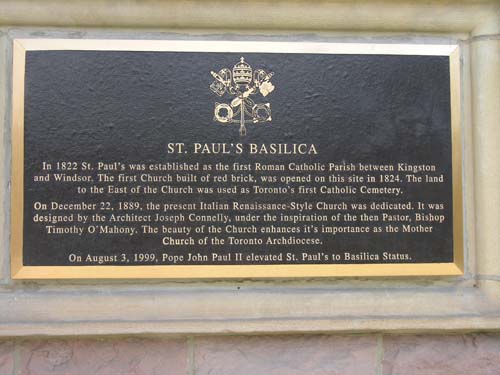 ST. PAUL'S BASILICA
In 1822 St. Paul's was established as the first Roman Catholic Parish between Kingston
and Windsor. The first Church built of red brick, was opened on this site in 1824. The land
to the East of the Church was used as Toronto's first Catholic Cemetery.
On December 22, 1889, the present Italian Renaissance-Style Church was dedicated. It was
designed by the Architect Joseph Connelly, under the inspiration of the then Pastor, Bishop
Timothy O'Mahony. The beauty of the Church enhances it's importance as the Mother
Church of the Toronto Archdiocese.
On August 3, 1999, Pope John Paul II elevated St. Paul's to Basilica Status.